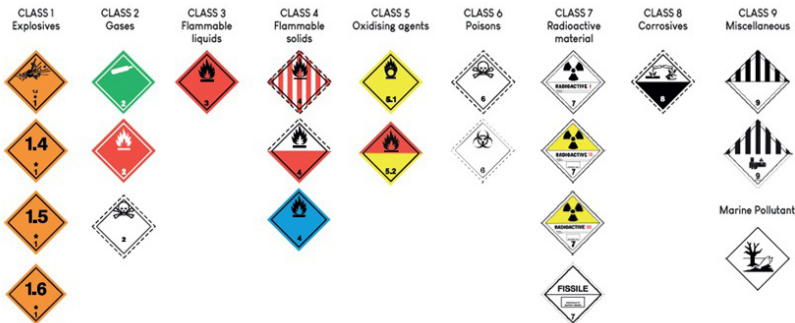 CLASS 1
Explosives
CLASS 2
Gases
CLASS 3
Flammable
liquids
CLASS 4
Flammable
solids
CLASS 5
Oxidising agents
CLASS 6
Poisons
CLASS 7
Radioactive
material
CLASS 8
Corrosives
CLASS 9
Miscellaneous
*
1
2
3
4
5.1
6
RADIOACTIVE I
7
8
9
1.4
*
1
2
4
5.2
6
RADIOACTIVE II
7
9
1.5
*
1
2
4
RADIOACTIVE III
7
Marine Pollutant
1.6
*
1
FISSILE
7